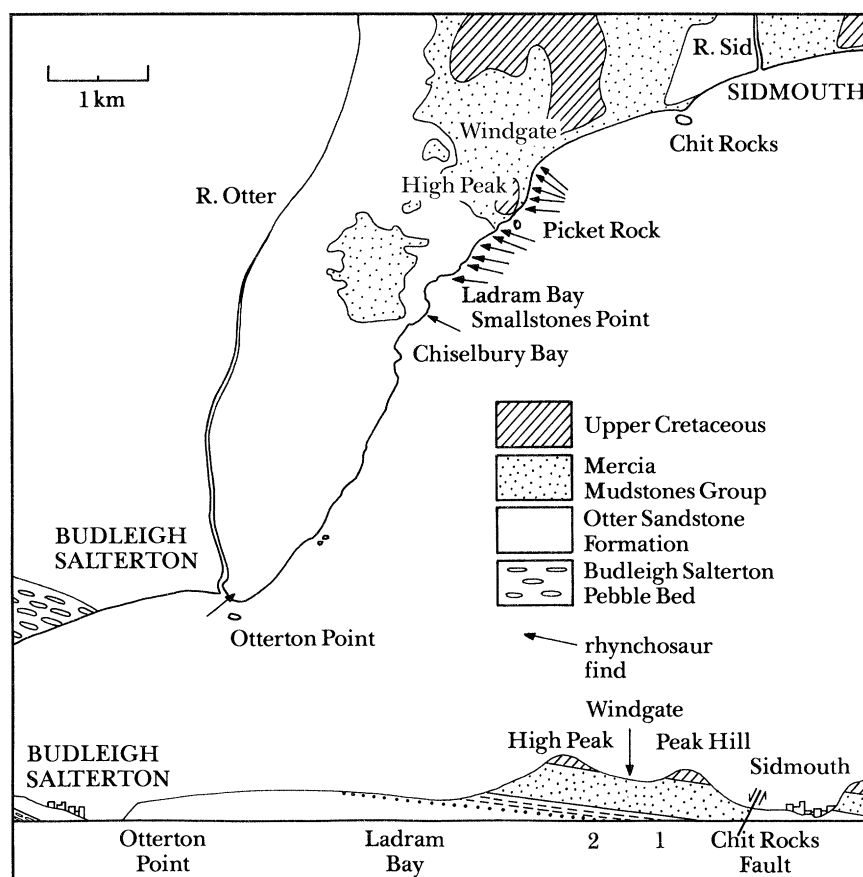 1 km
R. Sid
SIDMOUTH
Chit Rocks
Windgate
High Peak
R. Otter
Picket Rock
Ladram Bay
Smallstones Point
Chiselbury Bay
Upper Cretaceous
Mercia
Mudstones Group
Otter Sandstone
Formation
Budleigh Salterton
Pebble Bed
BUDLEIGH
SALTERTON
Otterton Point
rhynchosaur
find
Windgate
High Peak
Peak Hill
BUDLEIGH
SALTERTON
Sidmouth
Otterton
Point
Ladram
Bay
2
1
Chit Rocks
Fault